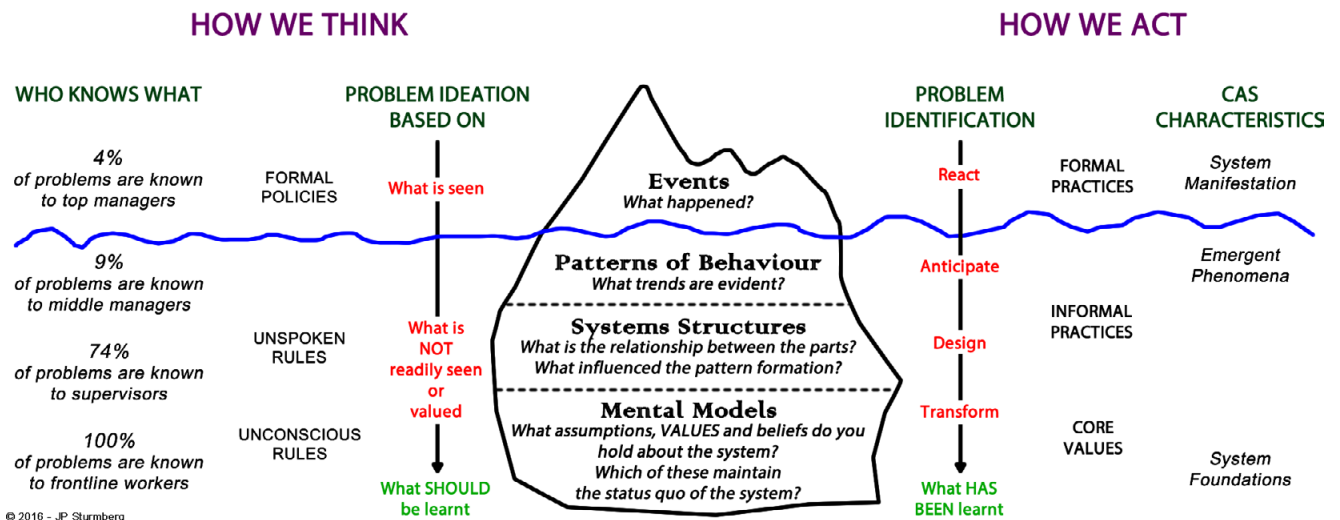 HOW WE THINK
HOW WE ACT
WHO KNOWS WHAT
4%
of problems are known
to top managers
9%
of problems are known
to middle managers
74%
of problems are known
to supervisors
100%
of problems are known
to frontline workers
FORMAL
POLICIES
UNSPOKEN
RULES
UNCONSCIOUS
RULES
PROBLEM IDEATION
BASED ON
What is seen
What is
NOT
readily seen
or
valued
What SHOULD
be learnt
Events
What happened?
Patterns of Behaviour
What trends are evident?
Systems Structures
What is the relationship between the parts?
What influenced the pattern formation?
Mental Models
What assumptions, VALUES and beliefs do you
hold about the system?
Which of these maintain
the status quo of the system?
PROBLEM
IDENTIFICATION
React
Anticipate
Design
Transform
What HAS
BEEN learnt
FORMAL
PRACTICES
INFORMAL
PRACTICES
CORE
VALUES
CAS
CHARACTERISTICS
System
Manifestation
Emergent
Phenomena
System
Foundations
© 2016 - JP Sturmberg